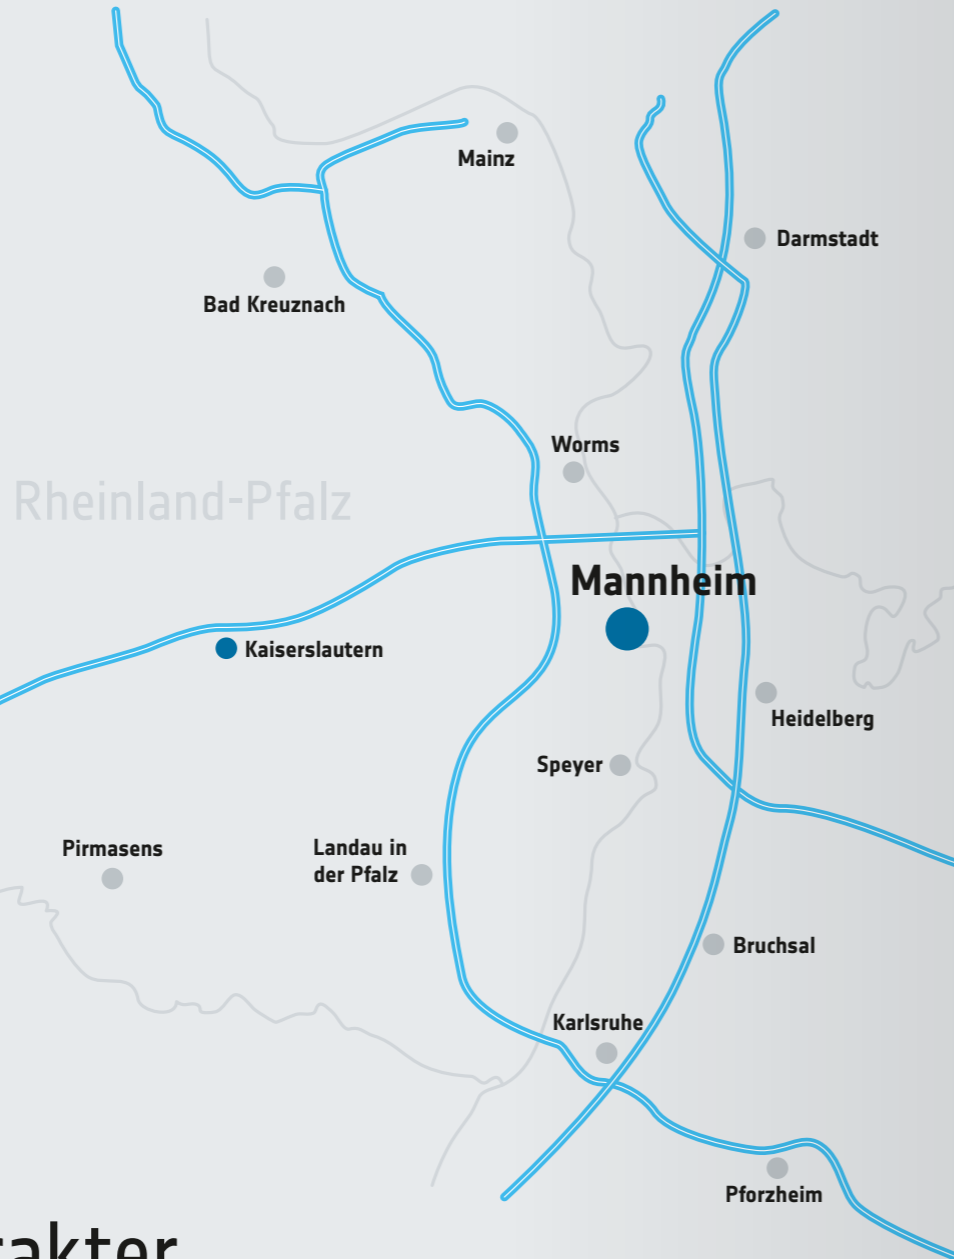 Mainz
Darmstadt
Bad Kreuznach
Worms
Rheinland-Pfalz
Mannheim
Kaiserslautern
Heidelberg
Speyer
Pirmasens
Landau in
der Pfalz
Bruchsal
Karlsruhe
Pforzheim
akter